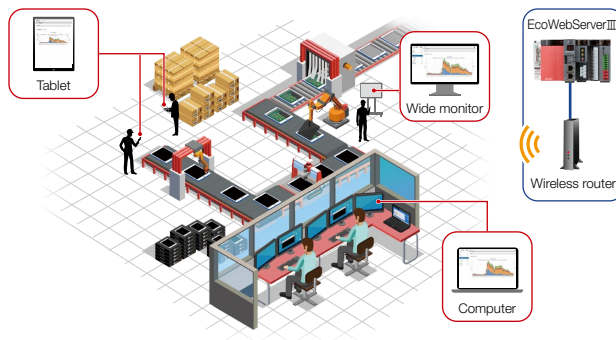 EcoWebServerⅢ
Tablet
Wide monitor
Wireless router
Computer